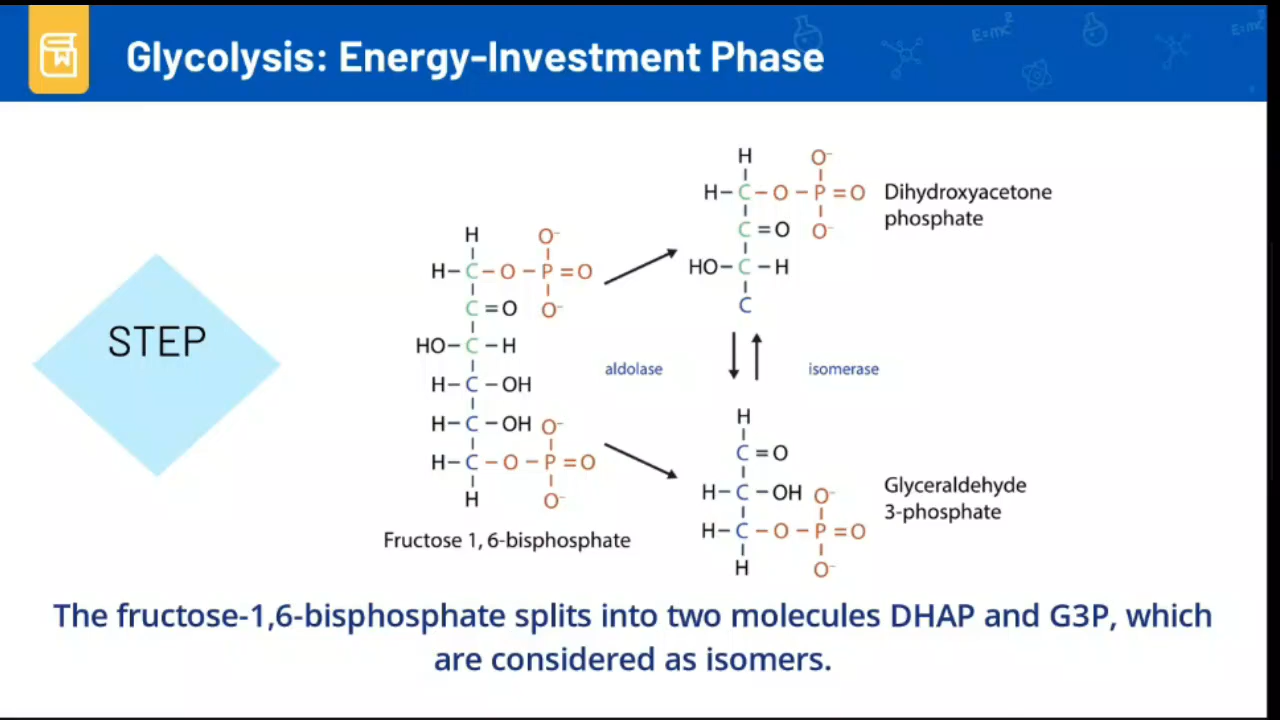 Glycolysis: Energy-Investment Phase
E=mc²
E=mc²
STEP
H O⁻
H-C-O-P=O
C=O O⁻
HO-C-H
H-C-OH
H-C-OH O⁻
H-C-O-P=O
H O⁻
Fructose 1, 6-bisphosphate
aldolase
H O⁻
H-C-O-P=O
C=O O⁻
HO-C-H
C
Dihydroxyacetone
phosphate
isomerase
H
C=O
H-C-OH O⁻
H-C-O-P=O
H O⁻
Glyceraldehyde
3-phosphate
The fructose-1,6-bisphosphate splits into two molecules DHAP and G3P, which
are considered as isomers.